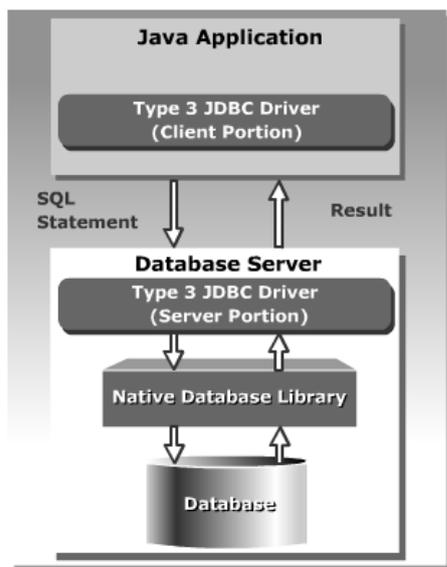 Java Application
Type 3 JDBC Driver
(Client Portion)
SQL
Statement
Result
Database Server
Type 3 JDBC Driver
(Server Portion)
Native Database Library
Database